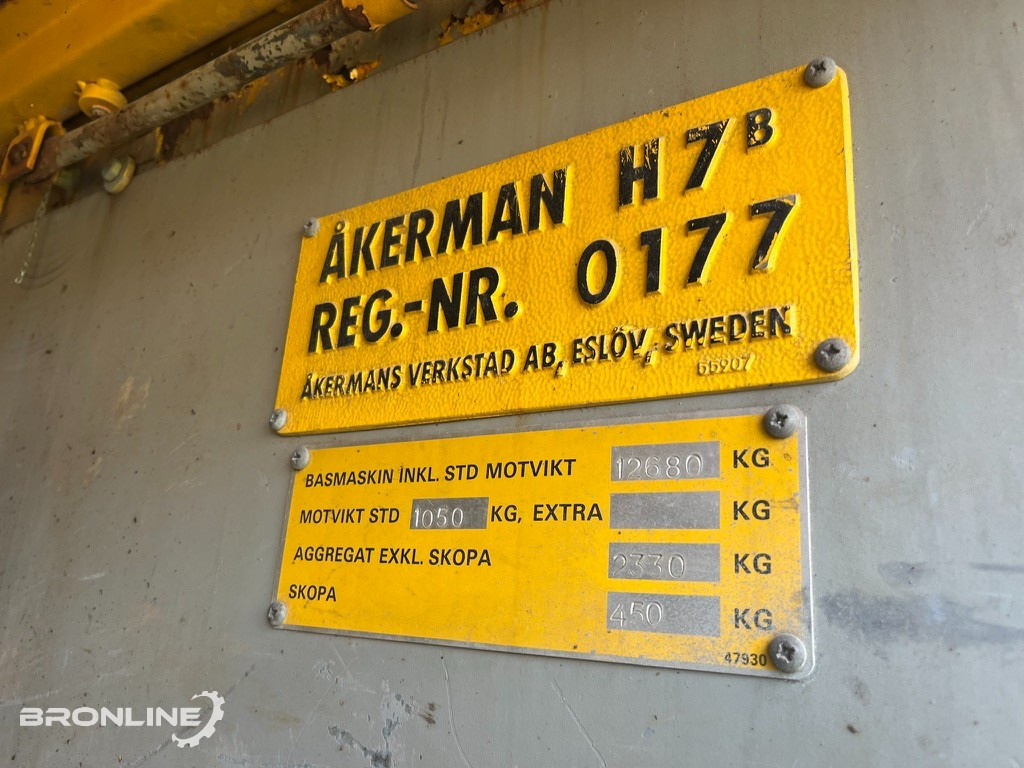 ÅKERMAN H7B
REG.-NR. 0177
ÅKERMANS VERKSTAD AB, ESLÖV, SWEDEN
55907
BASMASKIN INKL. STD MOTVIKT 12680 KG
MOTVIKT STD 1050 KG, EXTRA KG
AGGREGAT EXKL. SKOPA 2330 KG
SKOPA 450 KG
47930
BRONLINE